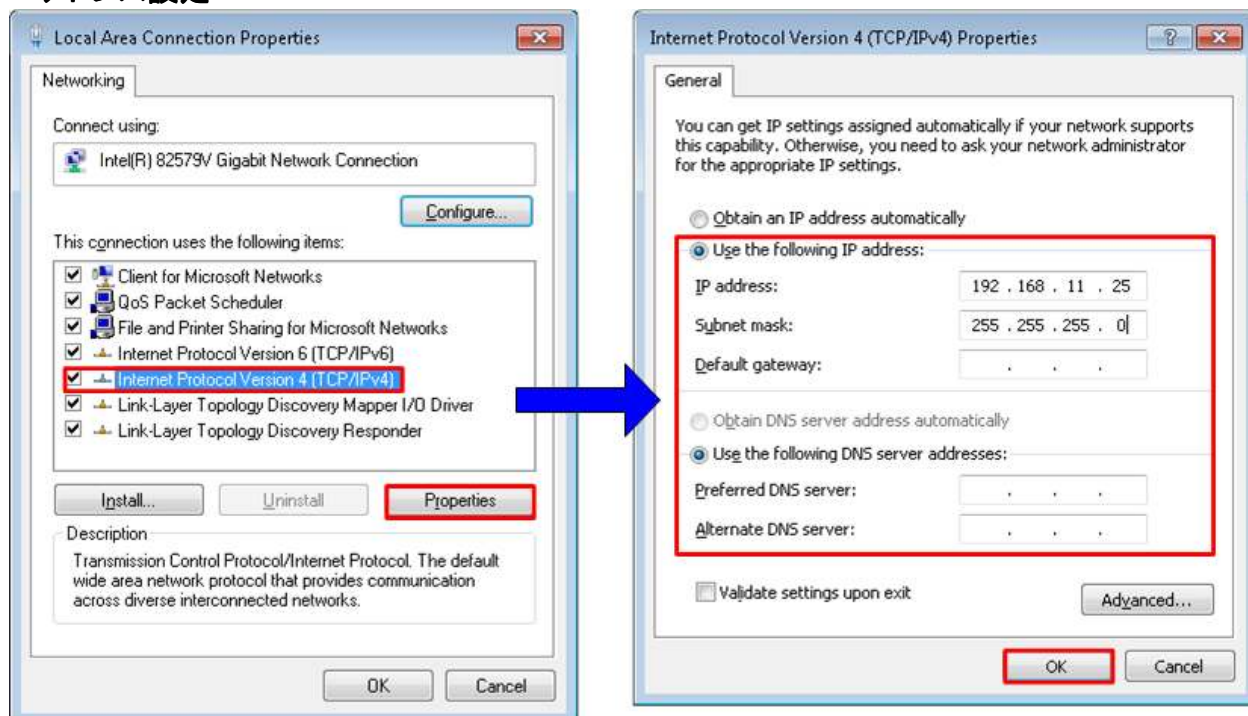 設定
Local Area Connection Properties
Networking
Connect using:
Intel(R) 82579V Gigabit Network Connection
Configure...
This connection uses the following items:
Client for Microsoft Networks
QoS Packet Scheduler
File and Printer Sharing for Microsoft Networks
Internet Protocol Version 6 (TCP/IPv6)
Internet Protocol Version 4 (TCP/IPv4)
Link-Layer Topology Discovery Mapper I/O Driver
Link-Layer Topology Discovery Responder
Install...
Uninstall
Properties
Description
Transmission Control Protocol/Internet Protocol. The default
wide area network protocol that provides communication
across diverse interconnected networks.
OK
Cancel
Internet Protocol Version 4 (TCP/IPv4) Properties
General
You can get IP settings assigned automatically if your network supports
this capability. Otherwise, you need to ask your network administrator
for the appropriate IP settings.
Obtain an IP address automatically
Use the following IP address:
IP address: 192 . 168 . 11 . 25
Subnet mask: 255 . 255 . 255 . 0
Default gateway: . . .
Obtain DNS server address automatically
Use the following DNS server addresses:
Preferred DNS server: . . .
Alternate DNS server: . . .
Validate settings upon exit
Advanced...
OK
Cancel